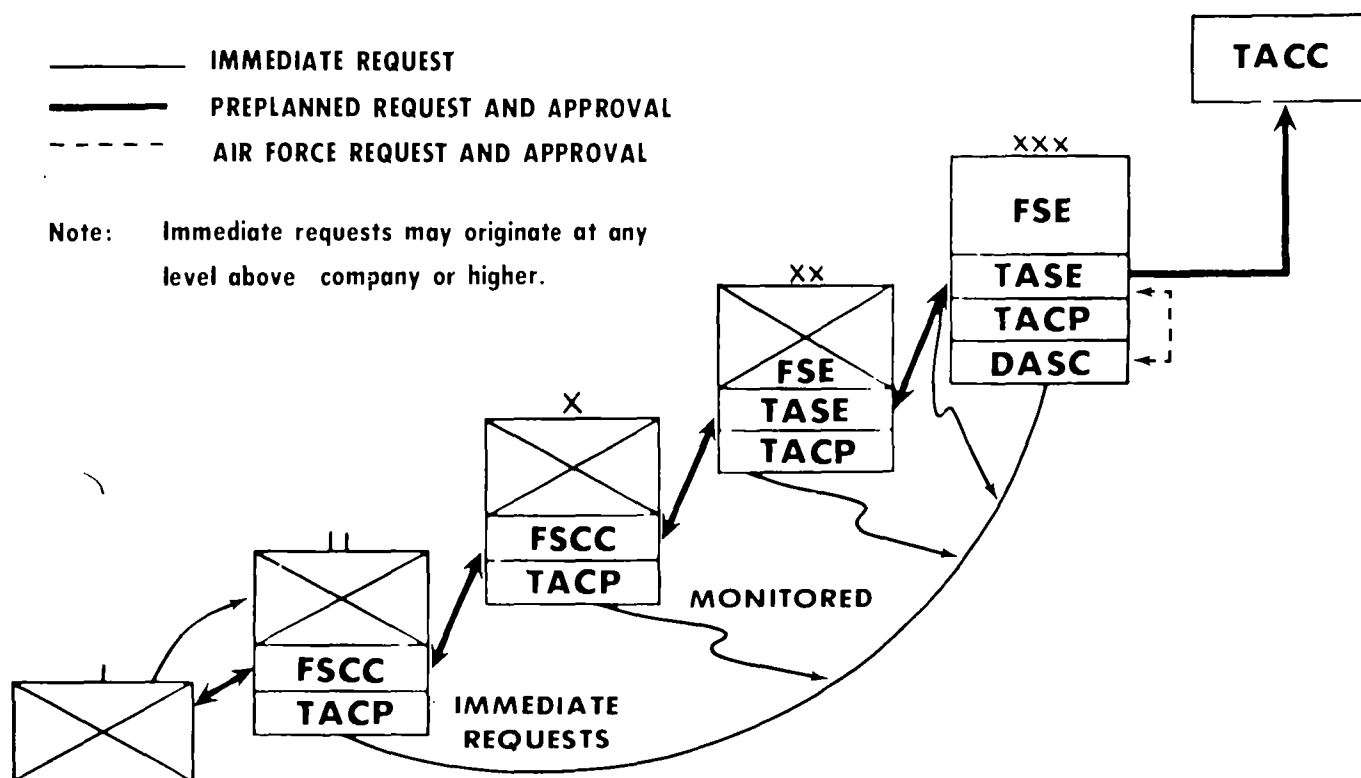 IMMEDIATE REQUEST
PREPLANNED REQUEST AND APPROVAL
AIR FORCE REQUEST AND APPROVAL
Note: Immediate requests may originate at any
level above company or higher.
TACC
XXX
FSE
TASE
TACP
DASC
XX
FSE
TASE
TACP
X
FSCC
TACP
MONITORED
II
FSCC
TACP
IMMEDIATE
REQUESTS
I